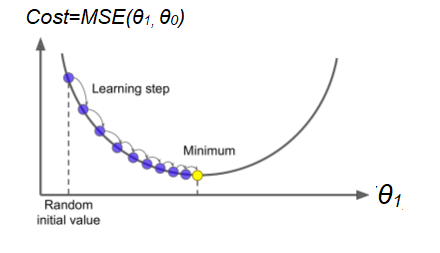 Cost=MSE(θ1, θ0)
Learning step
Minimum
θ1
Random
initial value